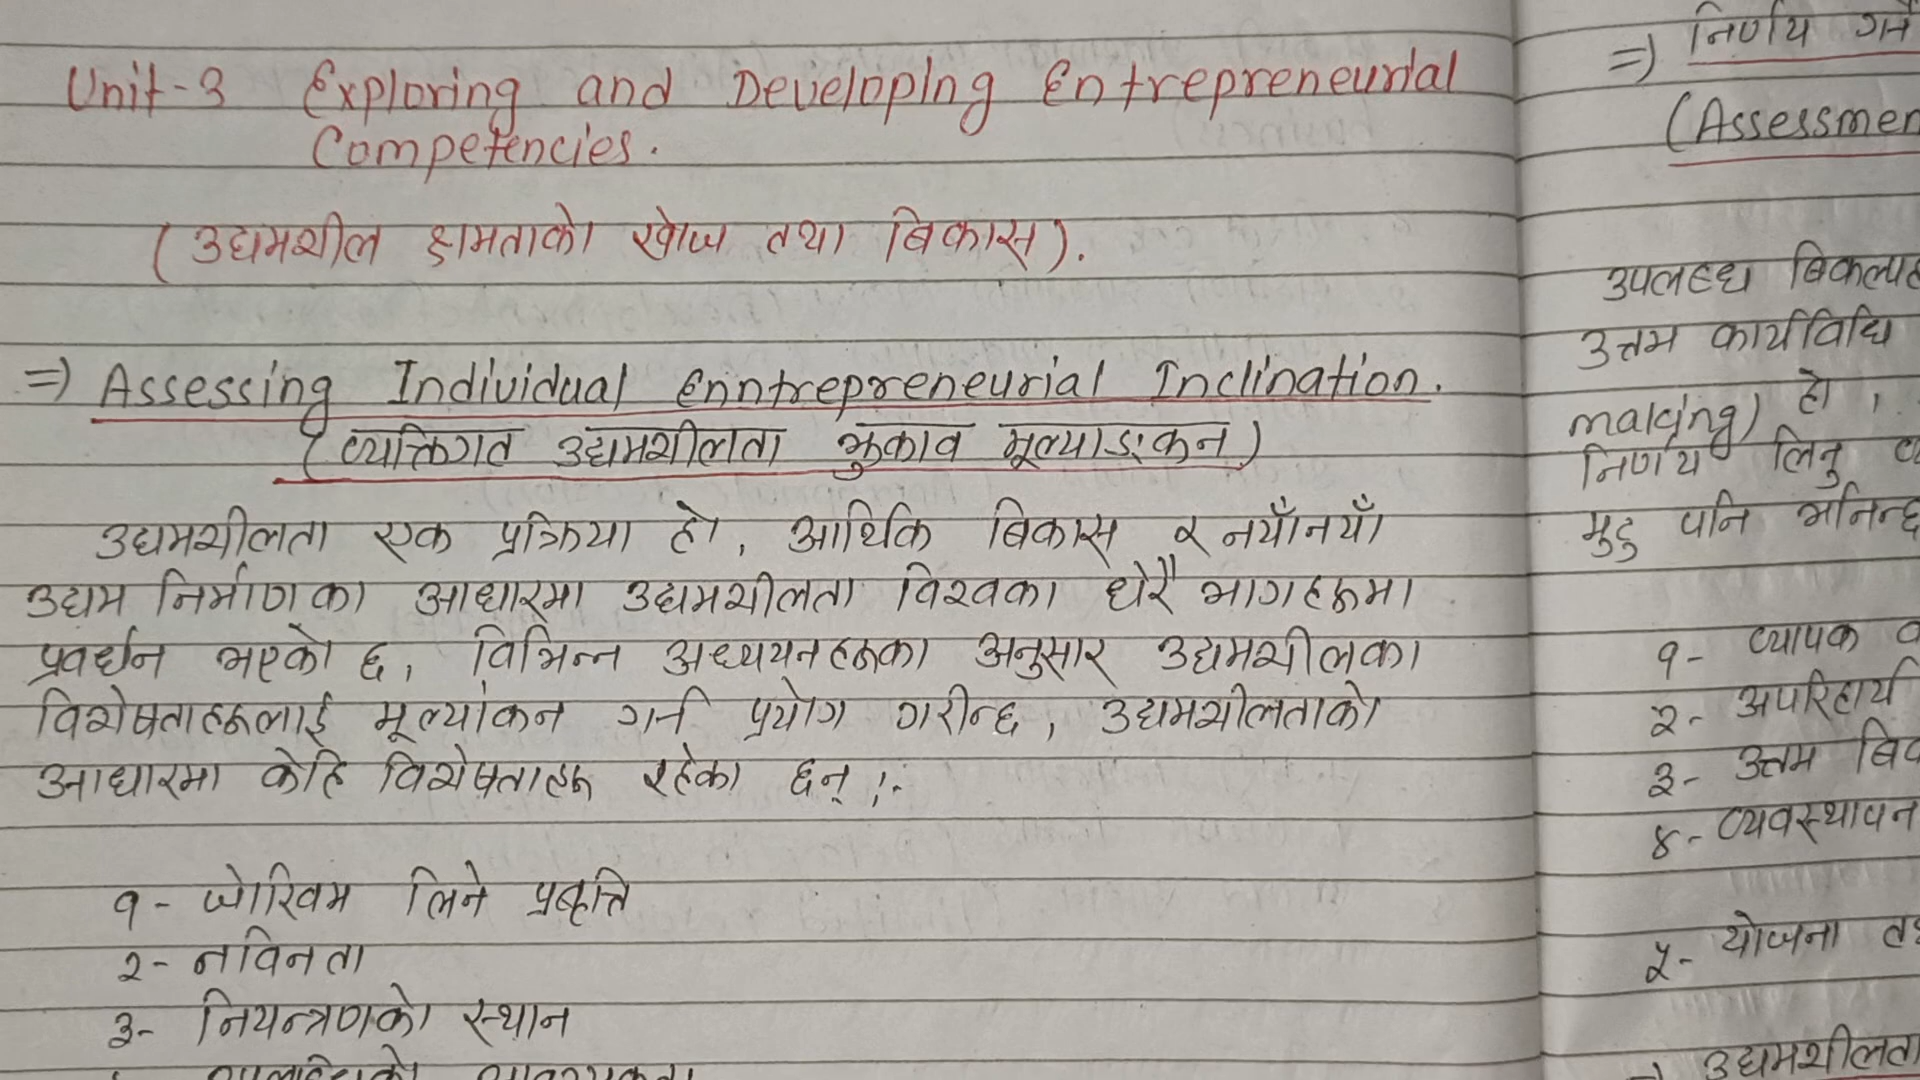 Unit-3 Exploring and Developing Entrepreneurial
Competencies.
(उद्यमशील क्षमताको खोज तथा बिकास).
=) Assessing Individual Enntrepreneurial Inclination.
(व्यक्तिगत उद्यमशीलता झुकाव मूल्याङ्कन)
उद्यमशीलता एक प्रक्रिया हो, आर्थिक बिकास र नयाँनयाँ
उद्यम निर्माणका आधारमा उद्यमशीलता विश्वका धेरै भागहरूमा
प्रवर्धन भएको छ, विभिन्न अध्ययनहरूका अनुसार उद्यमशीलका
विशेषताहरूलाई मूल्यांकन गर्न प्रयोग गरीन्छ, उद्यमशीलताको
आधारमा केहि विशेषताहरू रहेका छन् ;-
१- जोखिम लिने प्रबृत्ति
२- नविनता
३- नियन्त्रणको स्थान
=) निर्णय गर्न
(Assessmen
उपलब्ध बिकल्पह
उत्तम कार्यविधि
making) हो,
निर्णय लिनु
मुटु पनि भनिन्छ
१- व्यापक
२- अपरिहार्य
३- उत्तम बिक
४- व्यवस्थापन
५- योजना
उद्यमशीलता